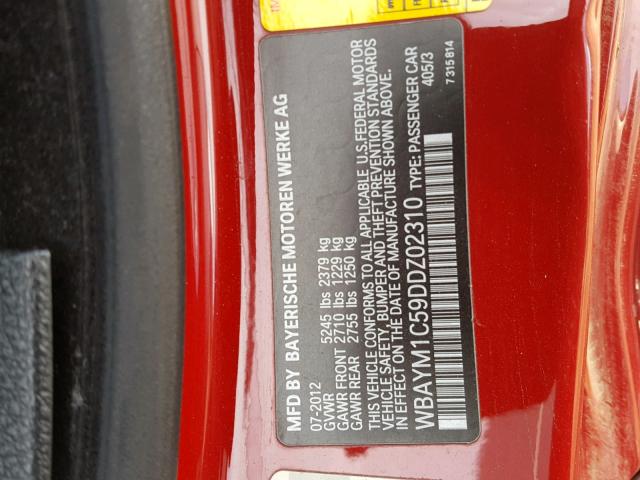 MFD BY BAYERISCHE MOTOREN WERKE AG
07-2012
GVWR 5245 lbs 2379 kg
GAWR FRONT 2710 lbs 1229 kg
GAWR REAR 2755 lbs 1250 kg
THIS VEHICLE CONFORMS TO ALL APPLICABLE U.S. FEDERAL MOTOR
VEHICLE SAFETY, BUMPER AND THEFT PREVENTION STANDARDS
IN EFFECT ON THE DATE OF MANUFACTURE SHOWN ABOVE.
WBAYM1C59DDZ02310 TYPE: PASSENGER CAR
405/3
7 315 814